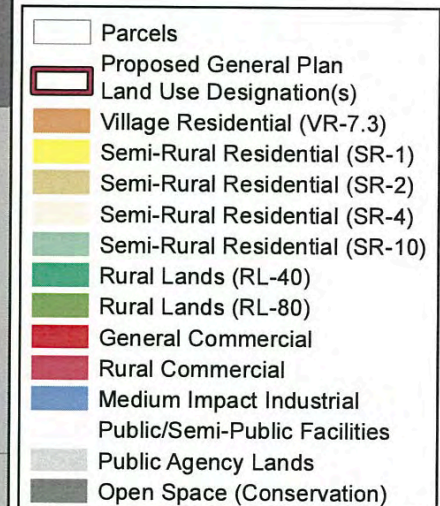 Parcels
Proposed General Plan
Land Use Designation(s)
Village Residential (VR-7.3)
Semi-Rural Residential (SR-1)
Semi-Rural Residential (SR-2)
Semi-Rural Residential (SR-4)
Semi-Rural Residential (SR-10)
Rural Lands (RL-40)
Rural Lands (RL-80)
General Commercial
Rural Commercial
Medium Impact Industrial
Public/Semi-Public Facilities
Public Agency Lands
Open Space (Conservation)